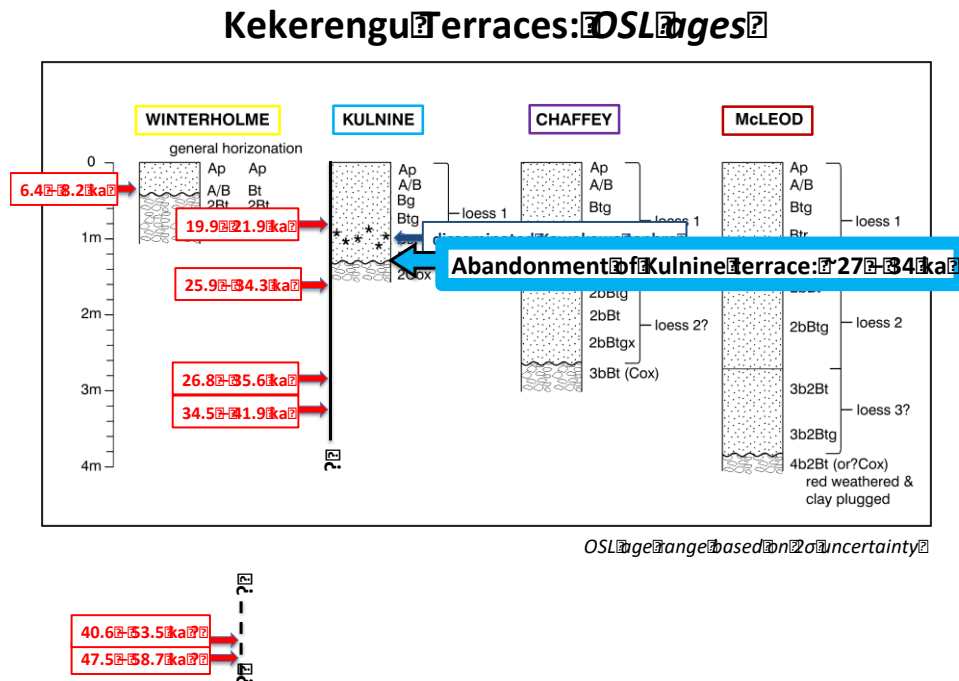 Kekerengu Terraces: OSL ages
WINTERHOLME
KULNINE
CHAFFEY
McLEOD
general horizonation
0
1m
2m
3m
4m
Ap Ap
A/B Bt
2Bt 2Bt
6.4 – 8.2 ka
19.9 – 21.9 ka
25.9 – 34.3 ka
26.8 – 35.6 ka
34.5 – 41.9 ka
Ap
A/B
Bg
Btg
2Cox
loess 1
?
Abandonment of Kulnine terrace: ~27 – 34 ka
Ap
A/B
Btg
loess 1
2bBtg
2bBt
2bBtgx
loess 2?
3bBt (Cox)
Ap
A/B
Btg
Btr
loess 1
2bBtg
loess 2
3b2Bt
3b2Btg
loess 3?
4b2Bt (or?Cox)
red weathered &
clay plugged
OSL age range based on 2σ uncertainty
?
40.6 – 53.5 ka ?
47.5 – 58.7 ka ?
?